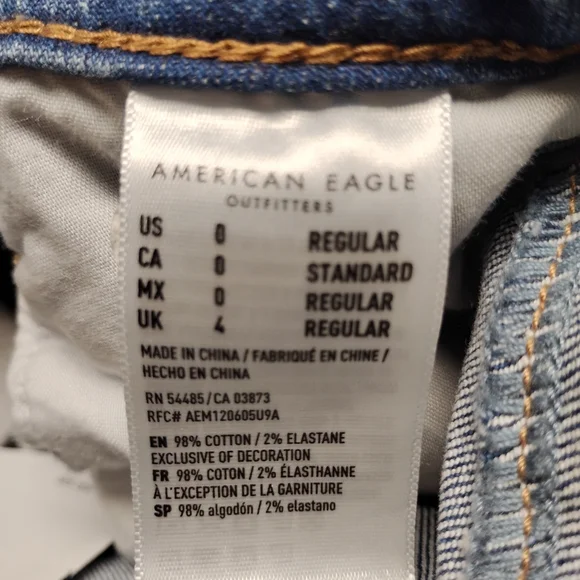 AMERICAN EAGLE
OUTFITTERS
US 0 REGULAR
CA 0 STANDARD
MX 0 REGULAR
UK 4 REGULAR
MADE IN CHINA / FABRIQUÉ EN CHINE /
HECHO EN CHINA
RN 54485/CA 03873
RFC# AEM120605U9A
EN 98% COTTON / 2% ELASTANE
EXCLUSIVE OF DECORATION
FR 98% COTON / 2% ÉLASTHANNE
À L'EXCEPTION DE LA GARNITURE
SP 98% algodón / 2% elastano